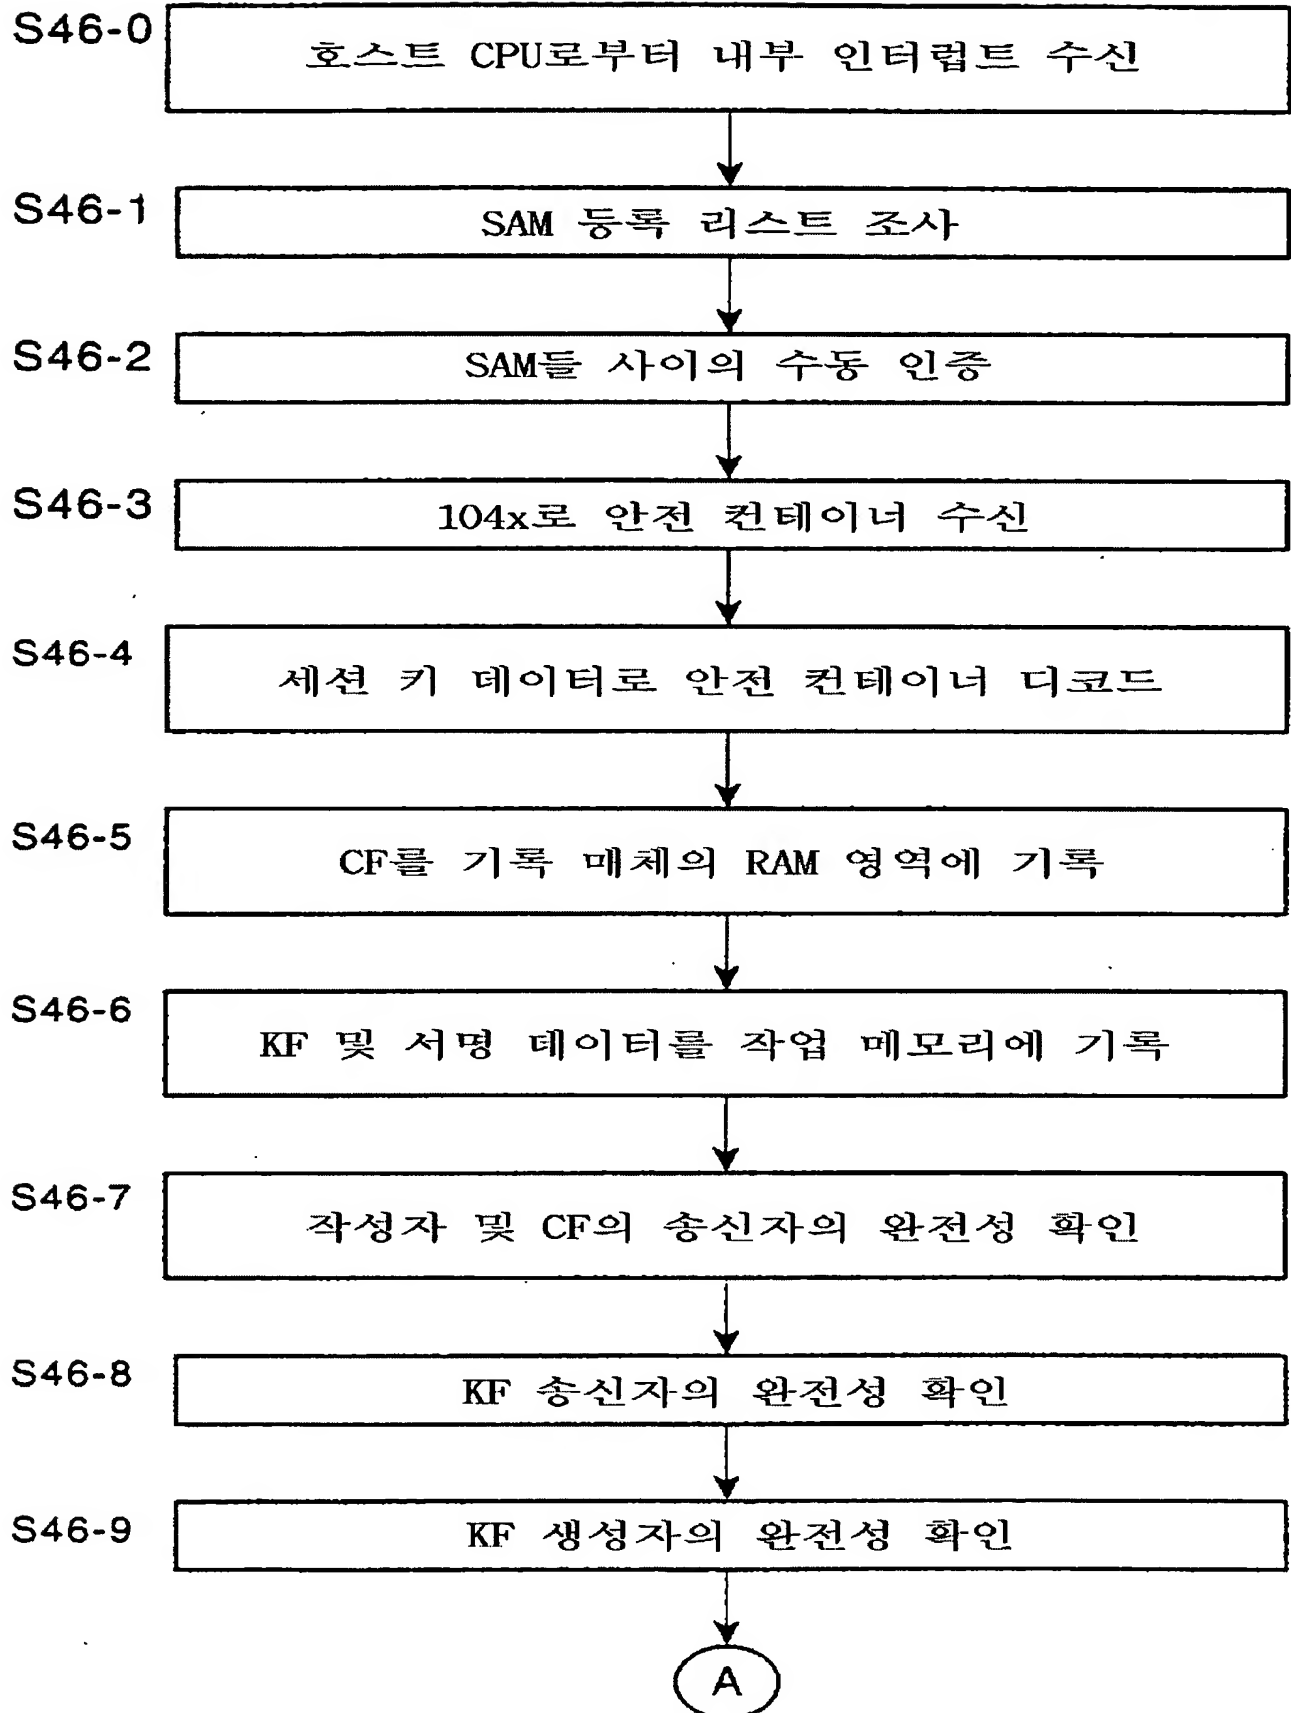 S46-0
호스트 CPU로부터 내부 인터럽트 수신
S46-1
SAM 등록 리스트 조사
S46-2
SAM들 사이의 수동 인증
S46-3
104x로 안전 컨테이너 수신
S46-4
세션 키 데이터로 안전 컨테이너 디코드
S46-5
CF를 기록 매체의 RAM 영역에 기록
S46-6
KF 및 서명 데이터를 작업 메모리에 기록
S46-7
작성자 및 CF의 송신자의 완전성 확인
S46-8
KF 송신자의 완전성 확인
S46-9
KF 생성자의 완전성 확인
A